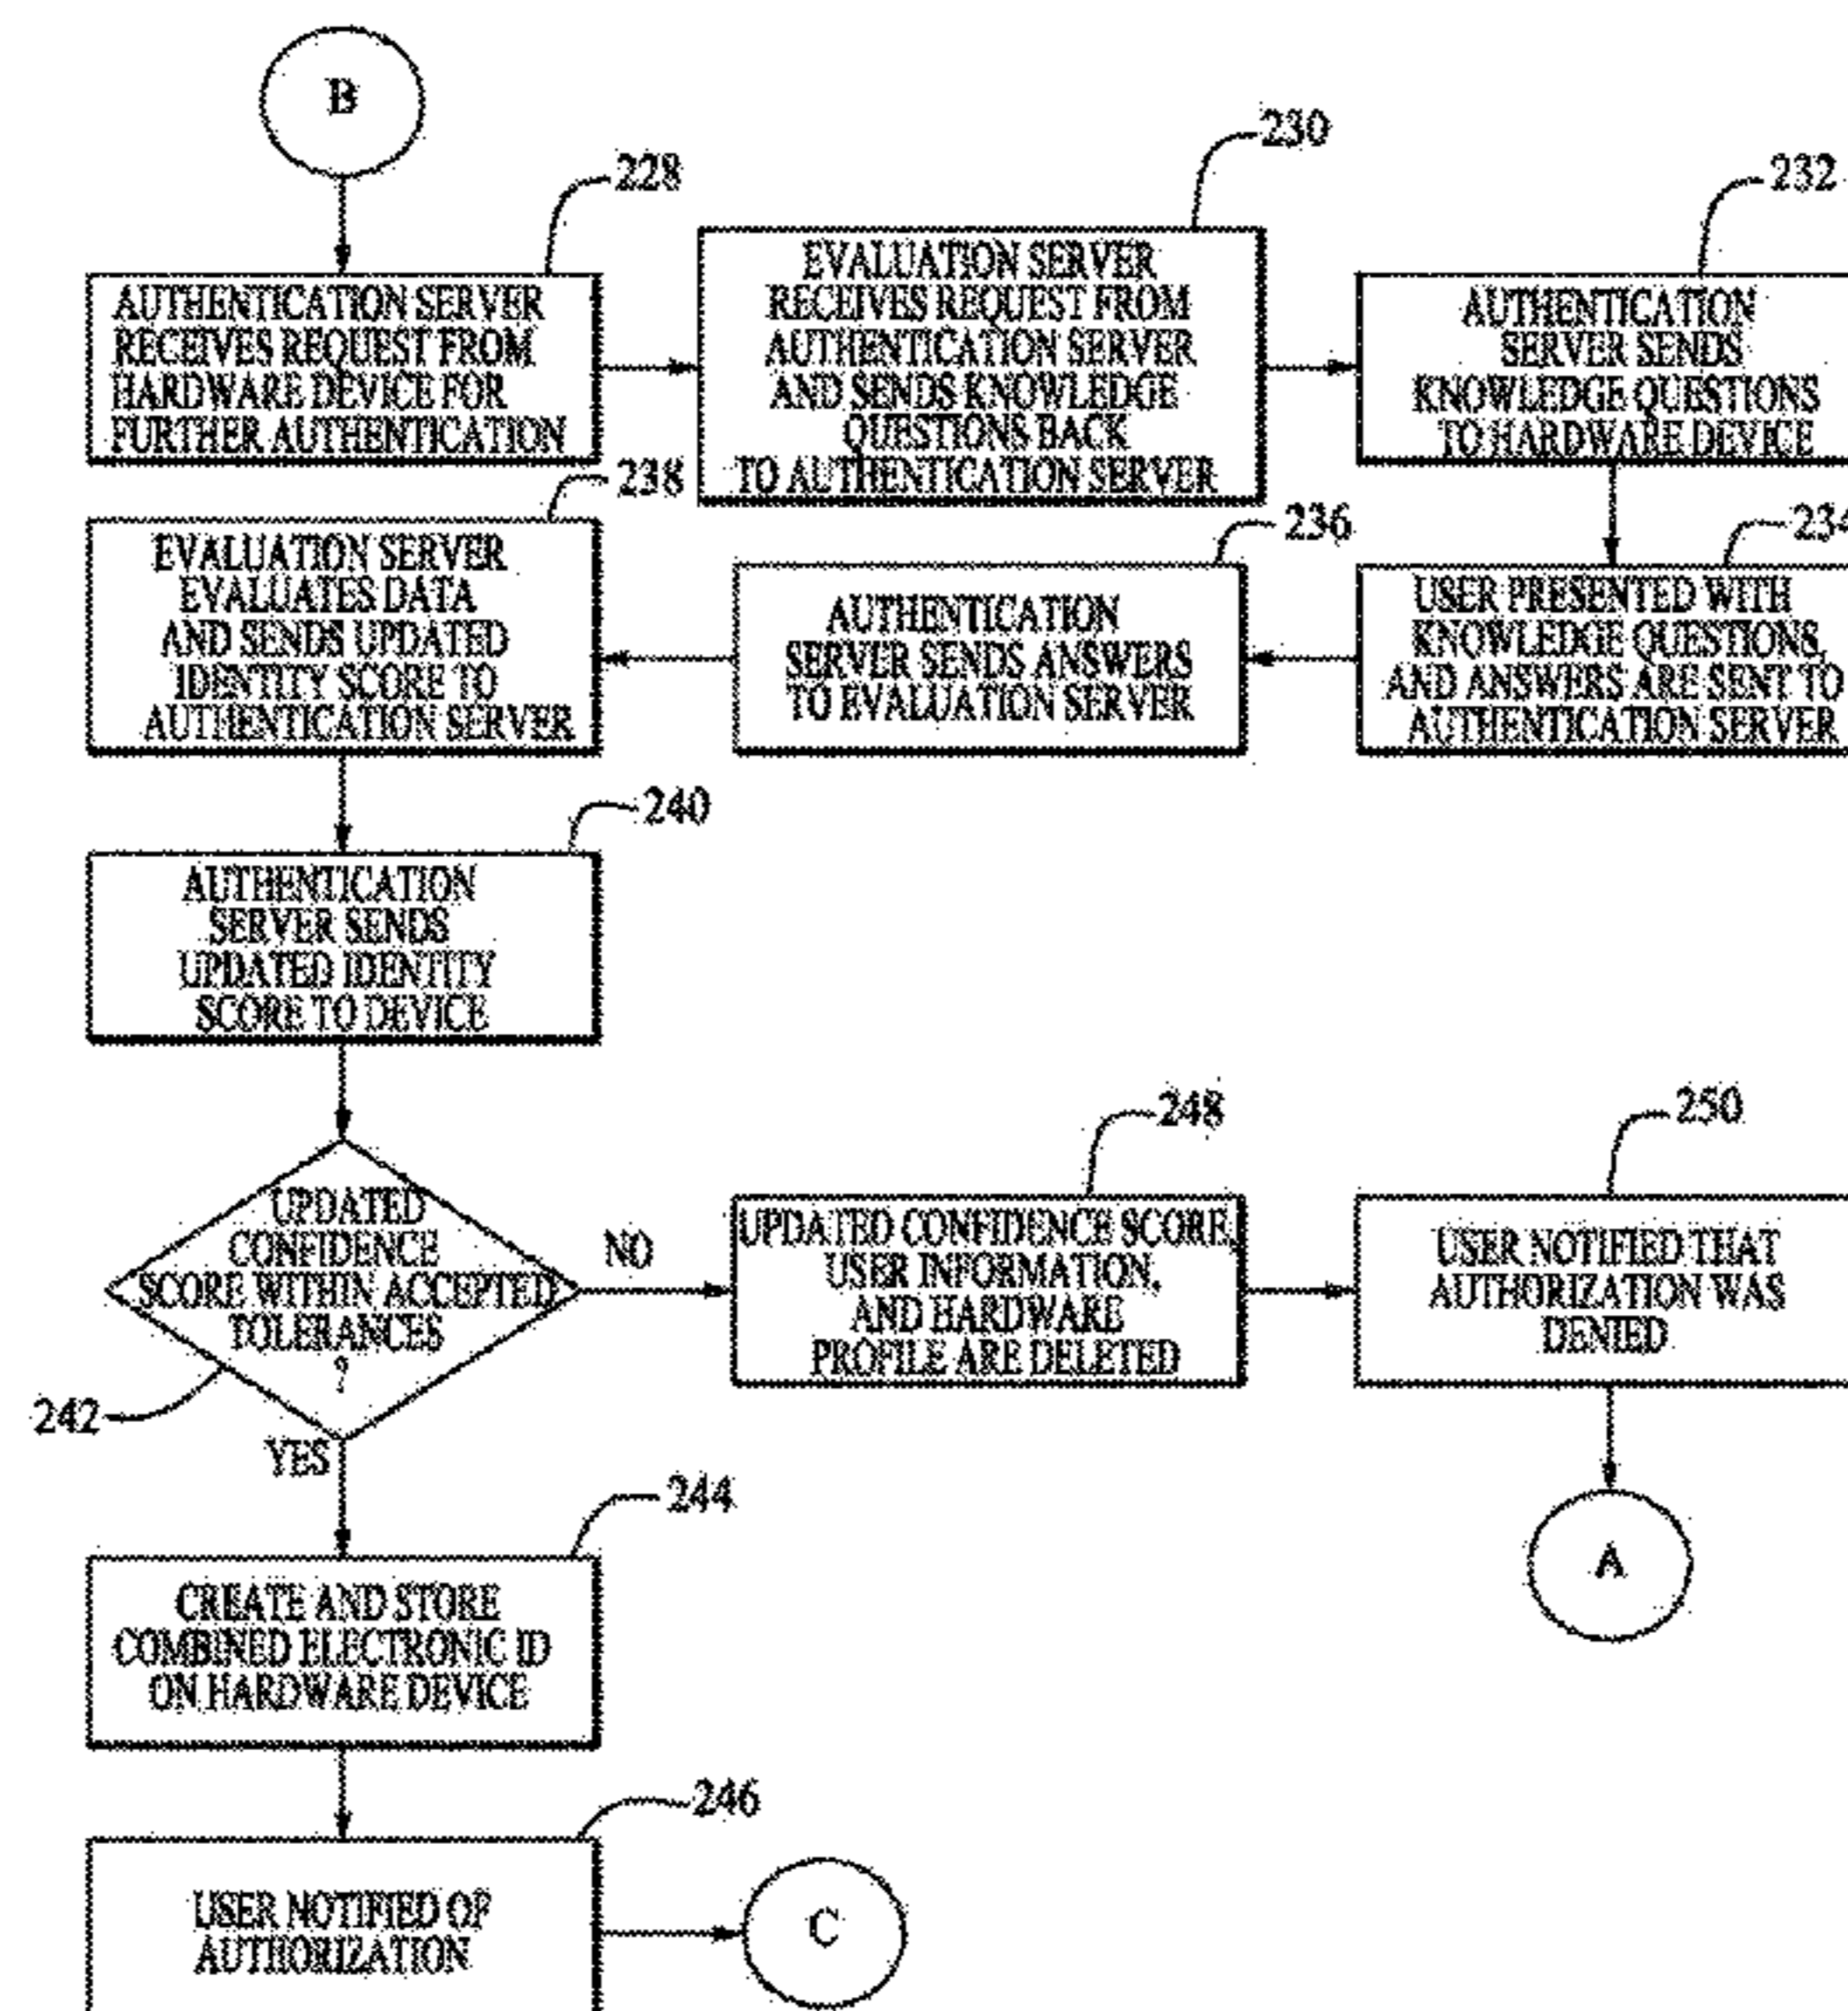 B
228
AUTHENTICATION SERVER
RECEIVES REQUEST FROM
HARDWARE DEVICE FOR
FURTHER AUTHENTICATION
230
EVALUATION SERVER
RECEIVES REQUEST FROM
AUTHENTICATION SERVER
AND SENDS KNOWLEDGE
QUESTIONS BACK
TO AUTHENTICATION SERVER
232
AUTHENTICATION
SERVER SENDS
KNOWLEDGE QUESTIONS
TO HARDWARE DEVICE
234
USER PRESENTED WITH
KNOWLEDGE QUESTIONS,
AND ANSWERS ARE SENT TO
AUTHENTICATION SERVER
236
AUTHENTICATION
SERVER SENDS ANSWERS
TO EVALUATION SERVER
238
EVALUATION SERVER
EVALUATES DATA
AND SENDS UPDATED
IDENTITY SCORE TO
AUTHENTICATION SERVER
240
AUTHENTICATION
SERVER SENDS
UPDATED IDENTITY
SCORE TO DEVICE
UPDATED
CONFIDENCE
SCORE WITHIN ACCEPTED
TOLERANCES
?
242
NO
248
UPDATED CONFIDENCE SCORE,
USER INFORMATION,
AND HARDWARE
PROFILE ARE DELETED
250
USER NOTIFIED THAT
AUTHORIZATION WAS
DENIED
A
YES
244
CREATE AND STORE
COMBINED ELECTRONIC ID
ON HARDWARE DEVICE
246
USER NOTIFIED OF
AUTHORIZATION
C